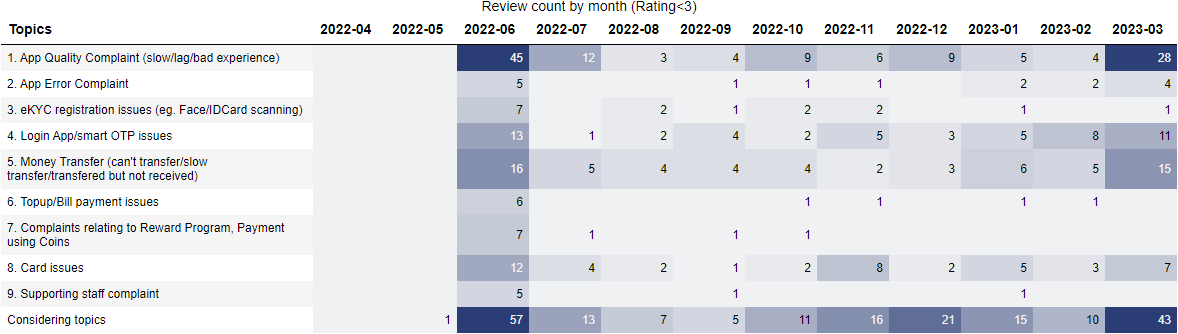 Review count by month (Rating<3)
Topics 2022-04 2022-05 2022-06 2022-07 2022-08 2022-09 2022-10 2022-11 2022-12 2023-01 2023-02 2023-03
1. App Quality Complaint (slow/lag/bad experience) 45 12 3 4 9 6 9 5 4 28
2. App Error Complaint 5 1 1 1 2 2 4
3. eKYC registration issues (eg. Face/IDCard scanning) 7 2 1 2 2 1 1
4. Login App/smart OTP issues 13 1 2 4 2 5 3 5 8 11
5. Money Transfer (can't transfer/slow
transfer/transfered but not received) 16 5 4 4 4 2 3 6 5 15
6. Topup/Bill payment issues 6 1 1 1 1
7. Complaints relating to Reward Program, Payment
using Coins 7 1 1 1
8. Card issues 12 4 2 1 2 8 2 5 3 7
9. Supporting staff complaint 5 1 1
Considering topics 1 57 13 7 5 11 16 21 15 10 43